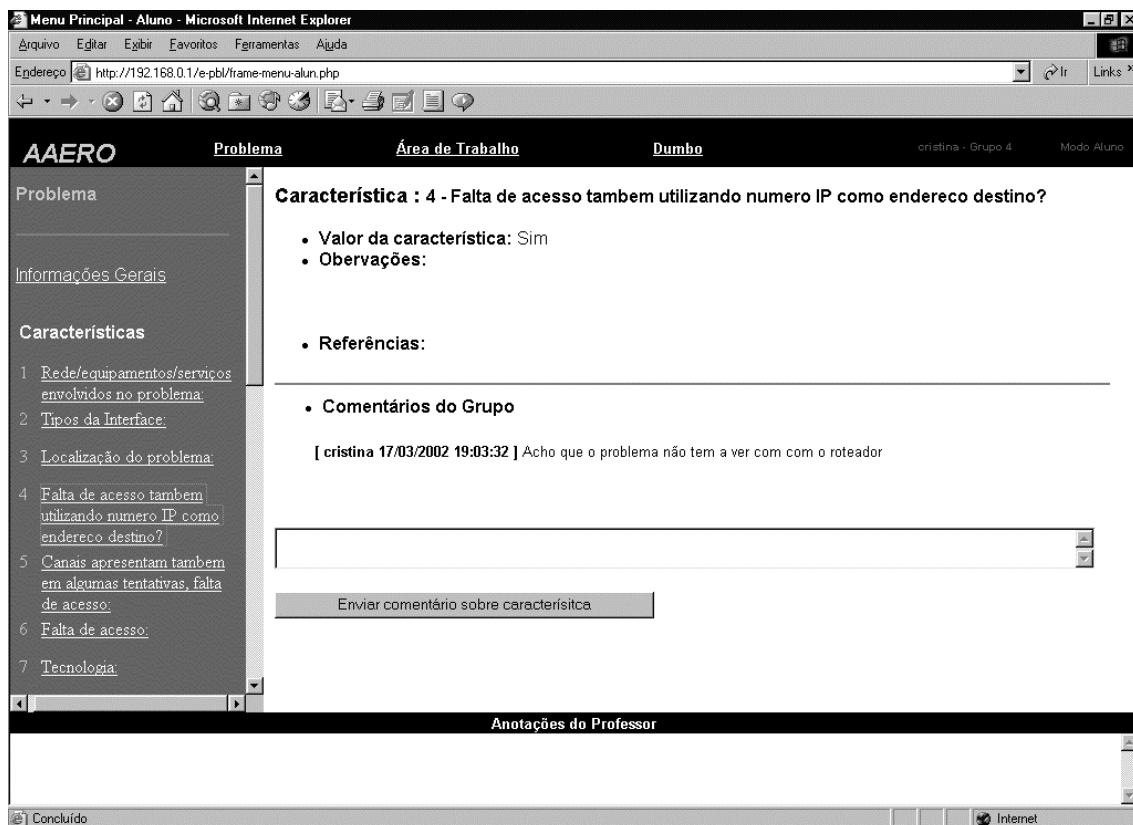 Menu Principal - Aluno - Microsoft Internet Explorer
Arquivo Editar Exibir Favoritos Ferramentas Ajuda
Endereço http://192.168.0.1/e-pbl/frame-menu-alun.php Ir Links »
AAERO Problema Área de Trabalho Dumbo cristina - Grupo 4 Modo Aluno
Problema
Informações Gerais
Características
1 Rede/equipamentos/serviços
envolvidos no problema:
2 Tipos da Interface:
3 Localização do problema:
4 Falta de acesso tambem
utilizando numero IP como
endereco destino?
5 Canais apresentam tambem
em algumas tentativas, falta
de acesso:
6 Falta de acesso:
7 Tecnologia:
Característica : 4 - Falta de acesso tambem utilizando numero IP como endereco destino?
• Valor da característica: Sim
• Obervações:
• Referências:
• Comentários do Grupo
[ cristina 17/03/2002 19:03:32 ] Acho que o problema não tem a ver com com o roteador
Enviar comentário sobre caracterísitca
Anotações do Professor
Concluído Internet